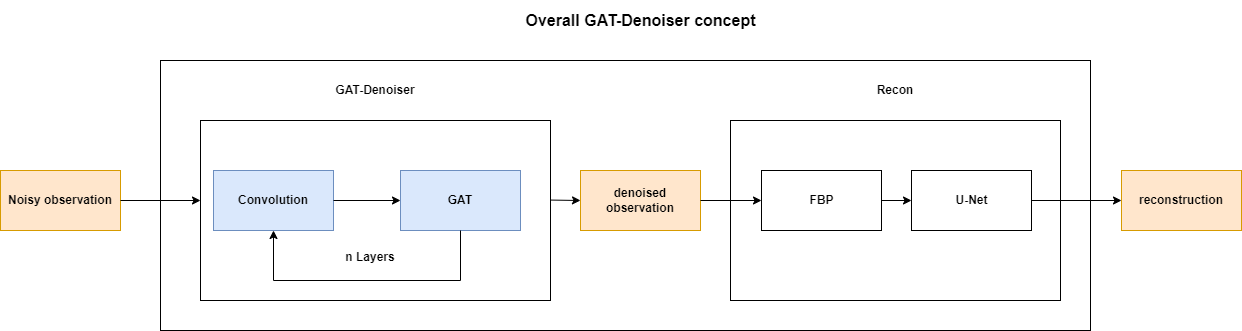 Overall GAT-Denoiser concept
GAT-Denoiser
Recon
Noisy observation
Convolution
GAT
n Layers
denoised
observation
FBP
U-Net
reconstruction